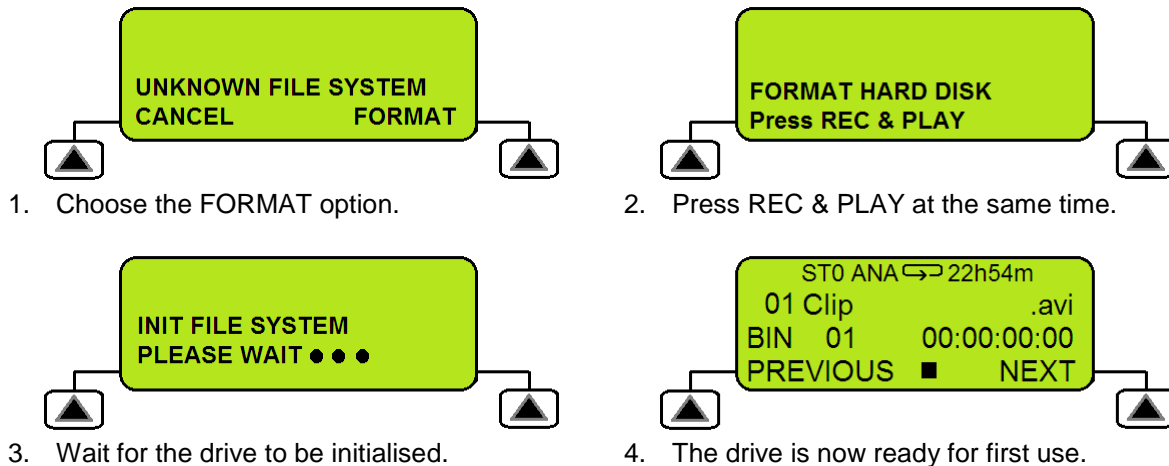 UNKNOWN FILE SYSTEM
CANCEL FORMAT
1. Choose the FORMAT option.
FORMAT HARD DISK
Press REC & PLAY
2. Press REC & PLAY at the same time.
INIT FILE SYSTEM
PLEASE WAIT ● ● ●
3. Wait for the drive to be initialised.
ST0 ANA 22h54m
01 Clip .avi
BIN 01 00:00:00:00
PREVIOUS ■ NEXT
4. The drive is now ready for first use.